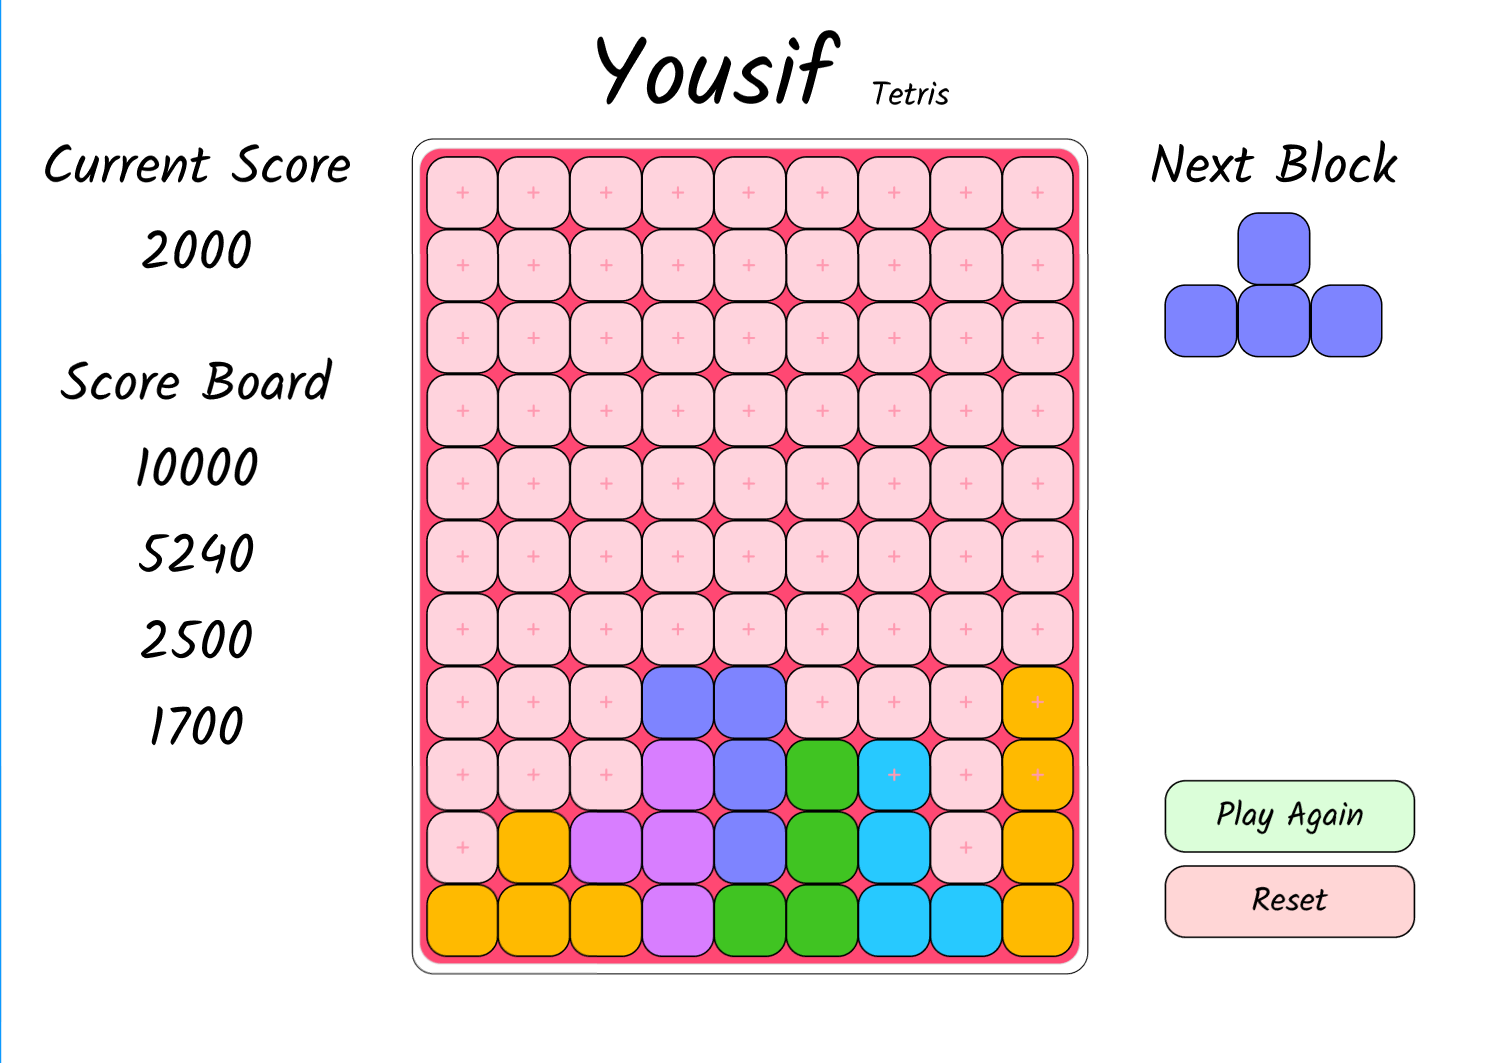 Yousif Tetris
Current Score
2000
Score Board
10000
5240
2500
1700
Next Block
Play Again
Reset